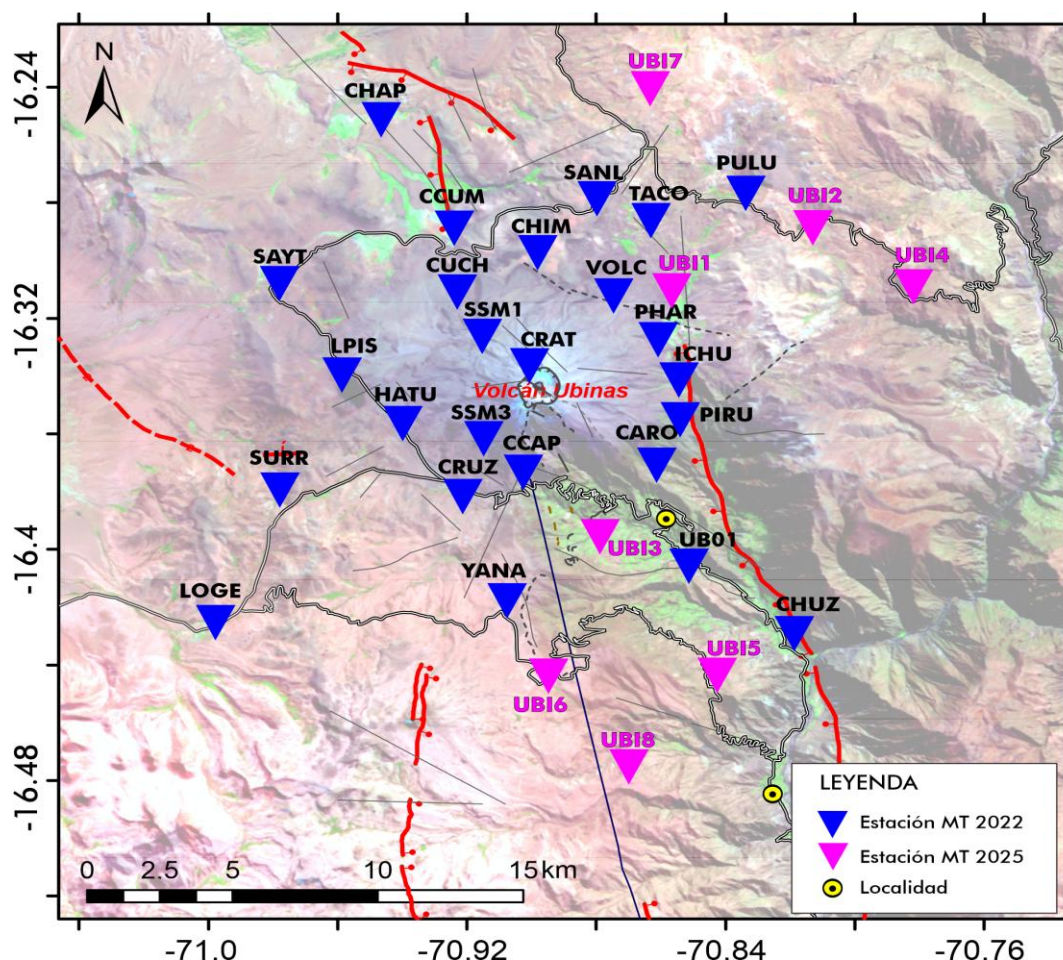 N
UBI7
-16.24
CHAP
SANL
PULU
TACO
UBI2
CCUM
CHIM
UBI4
SAYT
CUCH
VOLC
UBI1
SSM1
PHAR
-16.32
CRAT
LPIS
ICHU
Volcán Ubinas
HATU
SSM3
PIRU
CARO
CCAP
SURR
CRUZ
-16.4
UBI3
UB01
YANA
LOGE
CHUZ
UBI5
UBI6
UBI8
-16.48
LEYENDA
Estación MT 2022
Estación MT 2025
Localidad
0 2.5 5 10 15 km
-71.0 -70.92 -70.84 -70.76